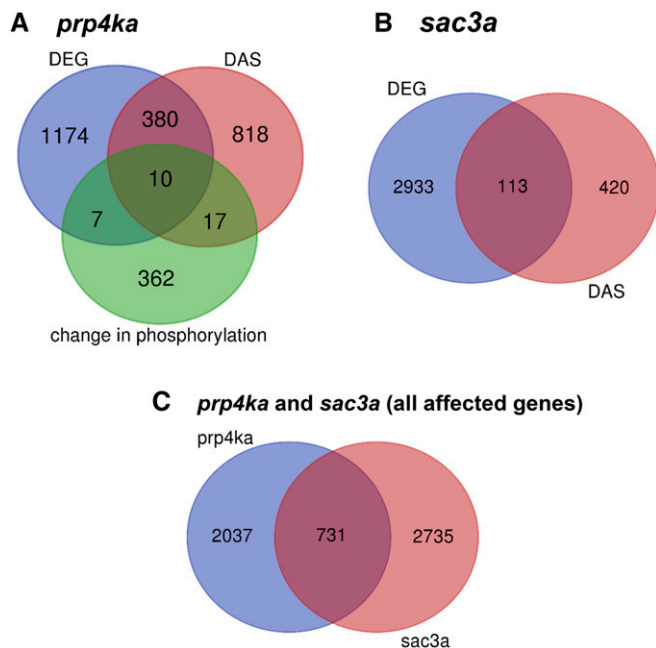 A prp4ka
DEG DAS
1174 380 818
10
7 17
362
change in phosphorylation
B sac3a
DEG
2933 113 420
DAS
C prp4ka and sac3a (all affected genes)
prp4ka
2037 731 2735
sac3a